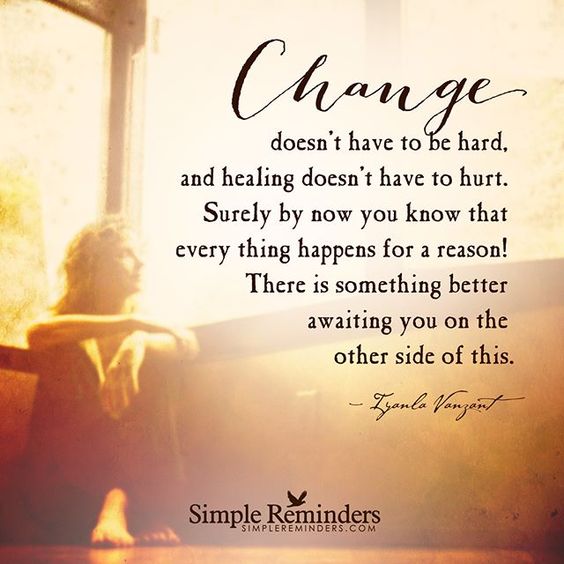 Change
doesn't have to be hard,
and healing doesn't have to hurt.
Surely by now you know that
every thing happens for a reason!
There is something better
awaiting you on the
other side of this.
– Iyanla Vanzant
Simple Reminders
SIMPLEREMINDERS.COM